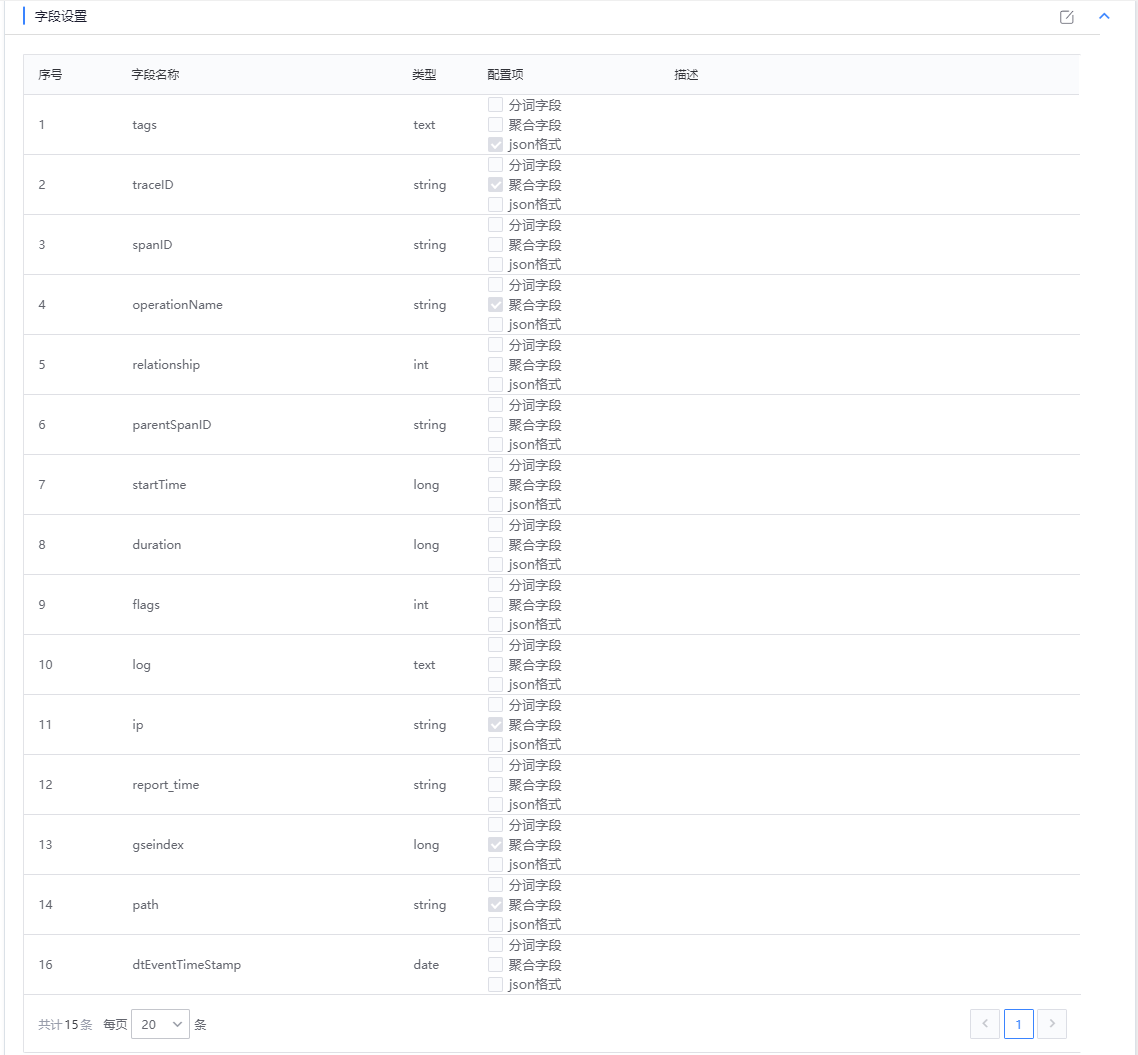 字段设置
序号 字段名称 类型 配置项 描述
分词字段
1 tags text 聚合字段
json格式
分词字段
2 traceID string 聚合字段
json格式
分词字段
3 spanID string 聚合字段
json格式
分词字段
4 operationName string 聚合字段
json格式
分词字段
5 relationship int 聚合字段
json格式
分词字段
6 parentSpanID string 聚合字段
json格式
分词字段
7 startTime long 聚合字段
json格式
分词字段
8 duration long 聚合字段
json格式
分词字段
9 flags int 聚合字段
json格式
分词字段
10 log text 聚合字段
json格式
分词字段
11 ip string 聚合字段
json格式
分词字段
12 report_time string 聚合字段
json格式
分词字段
13 gseindex long 聚合字段
json格式
分词字段
14 path string 聚合字段
json格式
分词字段
16 dtEventTimeStamp date 聚合字段
json格式
共计15条 每页 20 条 1